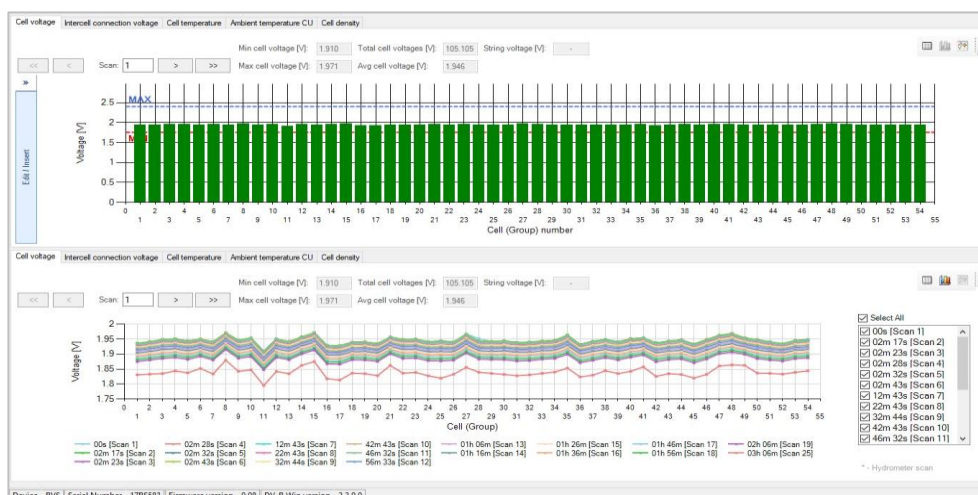 Cell voltage Intercell connection voltage Cell temperature Ambient temperature CU Cell density
Min cell voltage [V]: 1.910 Total cell voltages [V]: 105.105 String voltage [V]: -
<< < Scan: 1 > >> Max cell voltage [V]: 1.971 Avg cell voltage [V]: 1.946
»
Edit / Insert
Voltage [V]
MAX
2.5
2
1.5
1
0.5
0
0 2 4 6 8 10 12 14 16 18 20 22 24 26 28 30 32 34 36 38 40 42 44 46 48 50 52 54
1 3 5 7 9 11 13 15 17 19 21 23 25 27 29 31 33 35 37 39 41 43 45 47 49 51 53 55
Cell (Group) number
Cell voltage Intercell connection voltage Cell temperature Ambient temperature CU Cell density
Min cell voltage [V]: 1.910 Total cell voltages [V]: 105.105 String voltage [V]: -
<< < Scan: 1 > >> Max cell voltage [V]: 1.971 Avg cell voltage [V]: 1.946
Voltage [V]
2
1.95
1.9
1.85
1.8
1.75
0 2 4 6 8 10 12 14 16 18 20 22 24 26 28 30 32 34 36 38 40 42 44 46 48 50 52 54
1 3 5 7 9 11 13 15 17 19 21 23 25 27 29 31 33 35 37 39 41 43 45 47 49 51 53 55
Cell (Group)
00s [Scan 1] 02m 28s [Scan 4] 12m 43s [Scan 7] 42m 43s [Scan 10] 01h 06m [Scan 13] 01h 26m [Scan 15] 01h 46m [Scan 17] 02h 06m [Scan 19]
02m 17s [Scan 2] 02m 32s [Scan 5] 22m 43s [Scan 8] 46m 32s [Scan 11] 01h 16m [Scan 14] 01h 36m [Scan 16] 01h 56m [Scan 18] 03h 06m [Scan 25]
02m 23s [Scan 3] 02m 43s [Scan 6] 32m 44s [Scan 9] 56m 33s [Scan 12]
Select All
00s [Scan 1]
02m 17s [Scan 2]
02m 23s [Scan 3]
02m 28s [Scan 4]
02m 32s [Scan 5]
02m 43s [Scan 6]
12m 43s [Scan 7]
22m 43s [Scan 8]
32m 44s [Scan 9]
42m 43s [Scan 10]
46m 32s [Scan 11]
* - Hydrometer scan